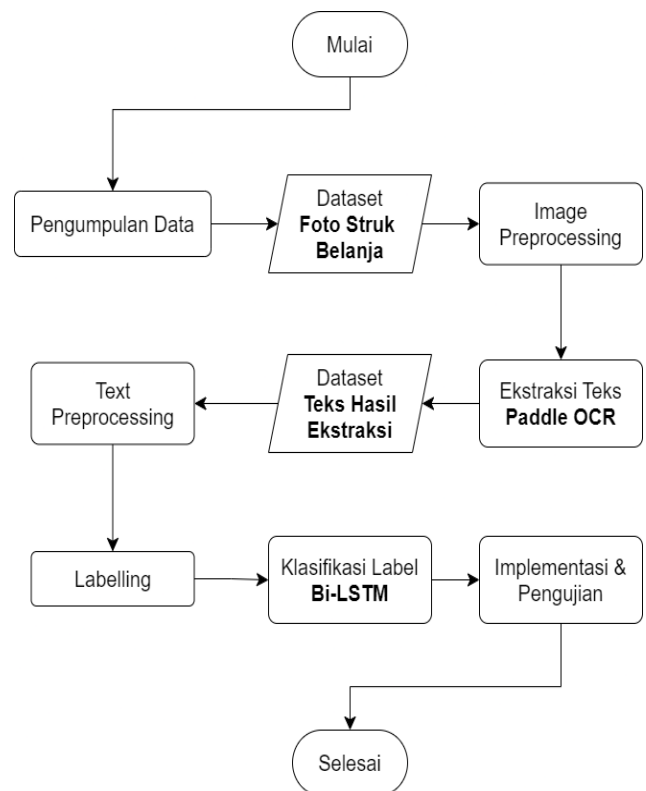 Mulai
Pengumpulan Data
Dataset
Foto Struk
Belanja
Image
Preprocessing
Ekstraksi Teks
Paddle OCR
Dataset
Teks Hasil
Ekstraksi
Text
Preprocessing
Labelling
Klasifikasi Label
Bi-LSTM
Implementasi &
Pengujian
Selesai